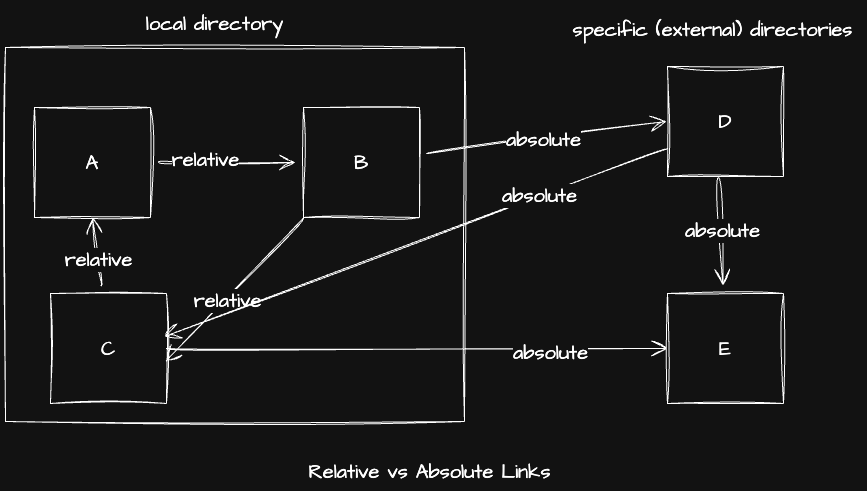 local directory
specific (external) directories
A
relative
B
absolute
D
absolute
relative
absolute
relative
C
absolute
E
Relative vs Absolute Links